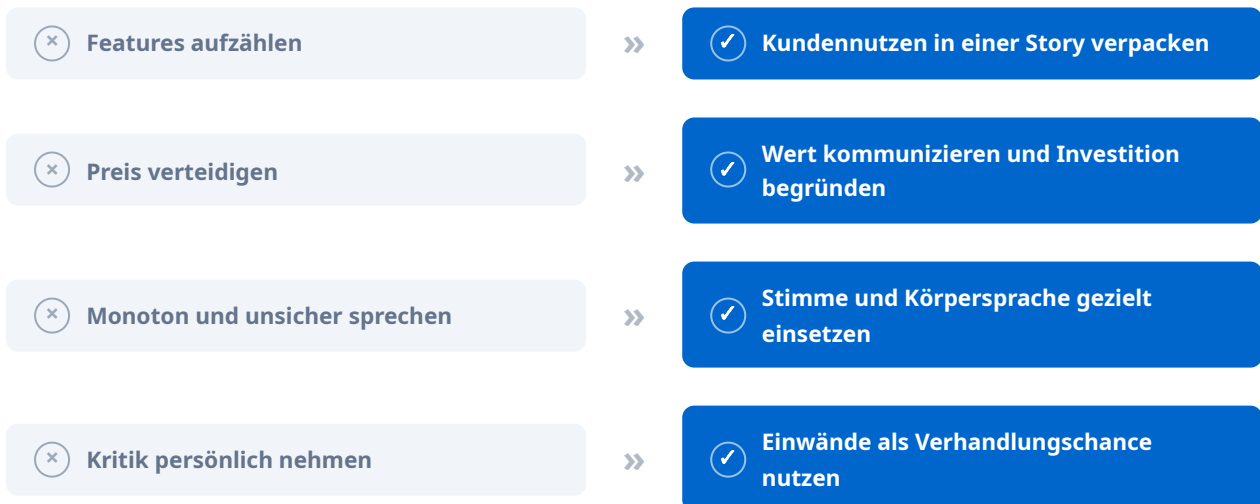 Features aufzählen
»
Kundennutzen in einer Story verpacken
Preis verteidigen
»
Wert kommunizieren und Investition
begründen
Monoton und unsicher sprechen
»
Stimme und Körpersprache gezielt
einsetzen
Kritik persönlich nehmen
»
Einwände als Verhandlungschance
nutzen